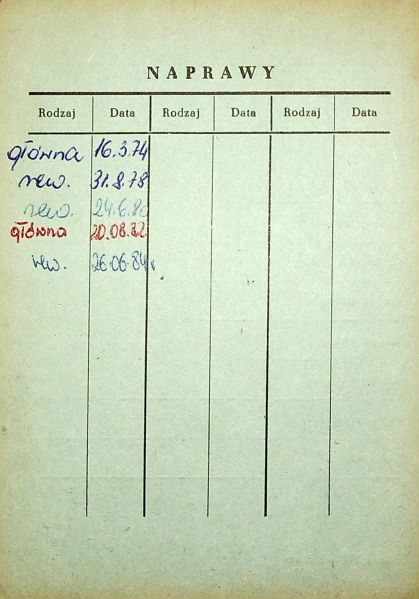 NAPRAWY
Rodzaj Data Rodzaj Data Rodzaj Data
główna 16.3.74
rew. 31.8.78
rew. 24.6.80
główna 20.08.82
rew. 26.06.84r.